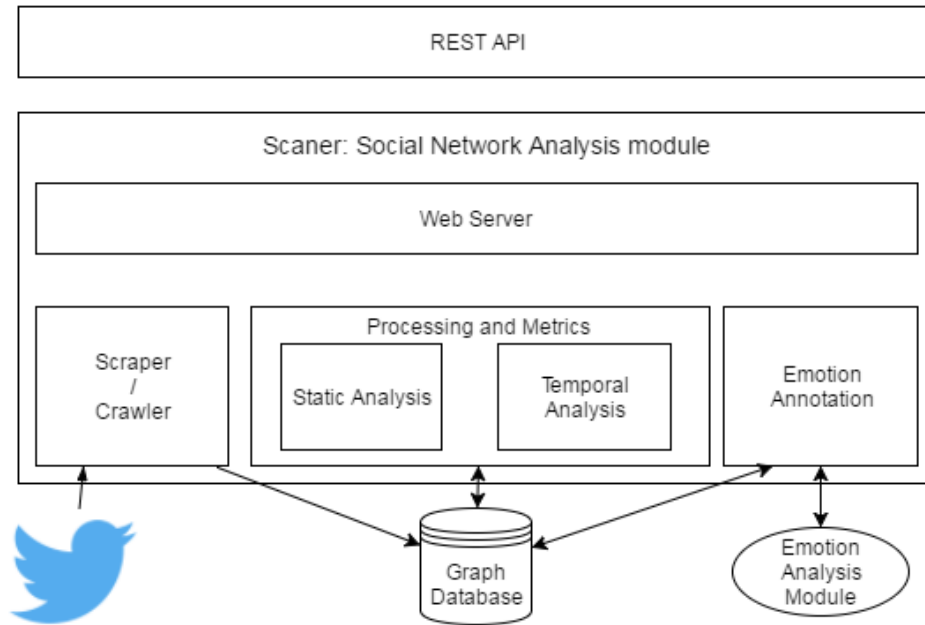 REST API
Scaner: Social Network Analysis module
Web Server
Scraper
/
Crawler
Processing and Metrics
Static Analysis
Temporal
Analysis
Emotion
Annotation
Graph
Database
Emotion
Analysis
Module